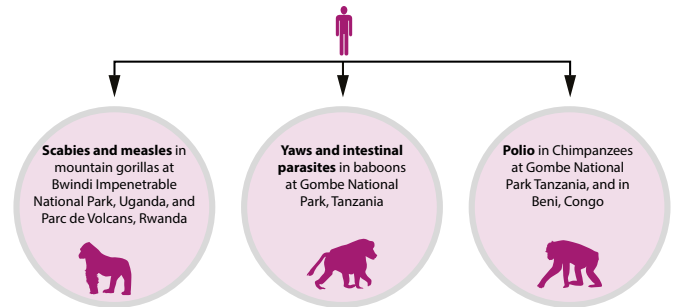 Scabies and measles in
mountain gorillas at
Bwindi Impenetrable
National Park, Uganda, and
Parc de Volcans, Rwanda
Yaws and intestinal
parasites in baboons
at Gombe National
Park, Tanzania
Polio in Chimpanzees
at Gombe National
Park Tanzania, and in
Beni, Congo